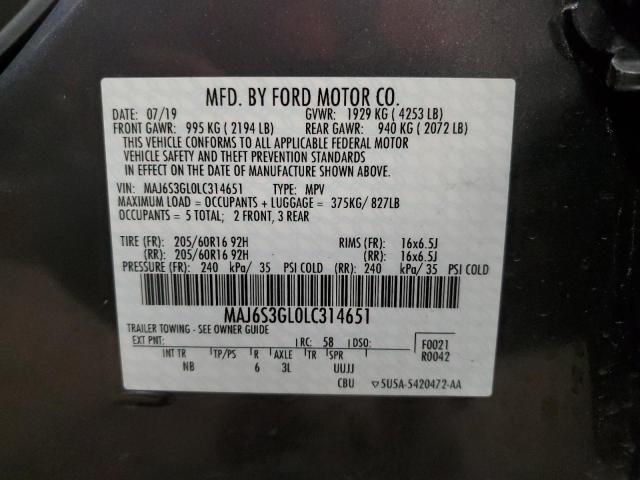 MFD. BY FORD MOTOR CO.
DATE: 07/19 GVWR: 1929 KG ( 4253 LB)
FRONT GAWR: 995 KG ( 2194 LB) REAR GAWR: 940 KG ( 2072 LB)
THIS VEHICLE CONFORMS TO ALL APPLICABLE FEDERAL MOTOR
VEHICLE SAFETY AND THEFT PREVENTION STANDARDS
IN EFFECT ON THE DATE OF MANUFACTURE SHOWN ABOVE.
VIN: MAJ6S3GL0LC314651 TYPE: MPV
MAXIMUM LOAD = OCCUPANTS + LUGGAGE = 375KG/ 827LB
OCCUPANTS = 5 TOTAL; 2 FRONT, 3 REAR
TIRE (FR): 205/60R16 92H RIMS (FR): 16x6.5J
(RR): 205/60R16 92H (RR): 16x6.5J
PRESSURE (FR): 240 kPa/ 35 PSI COLD (RR): 240 kPa/ 35 PSI COLD
MAJ6S3GL0LC314651
TRAILER TOWING - SEE OWNER GUIDE
EXT PNT: RC: 58 DSO: F0021
R0042
INT TR TP/PS R AXLE TR SPR
NB 6 3L UUJJ
CBU ▽5U5A-5420472-AA